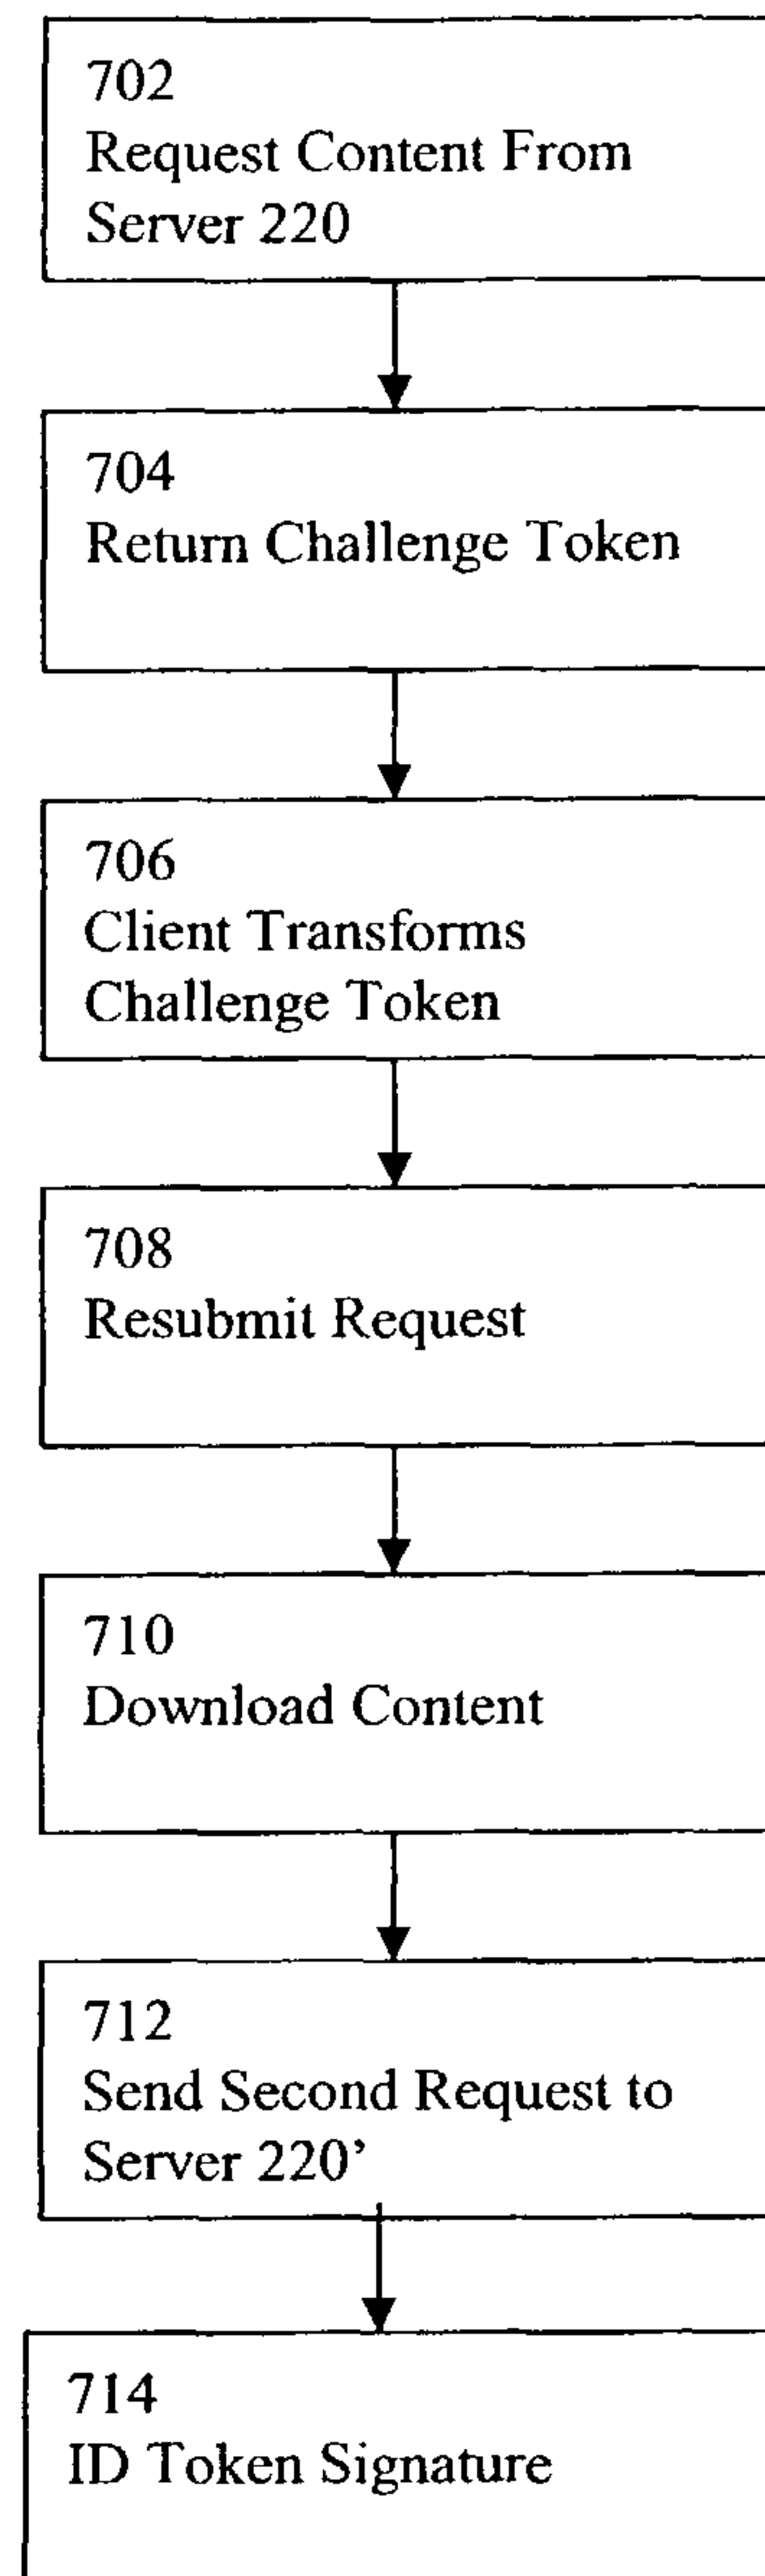 702
Request Content From
Server 220
704
Return Challenge Token
706
Client Transforms
Challenge Token
708
Resubmit Request
710
Download Content
712
Send Second Request to
Server 220’
714
ID Token Signature